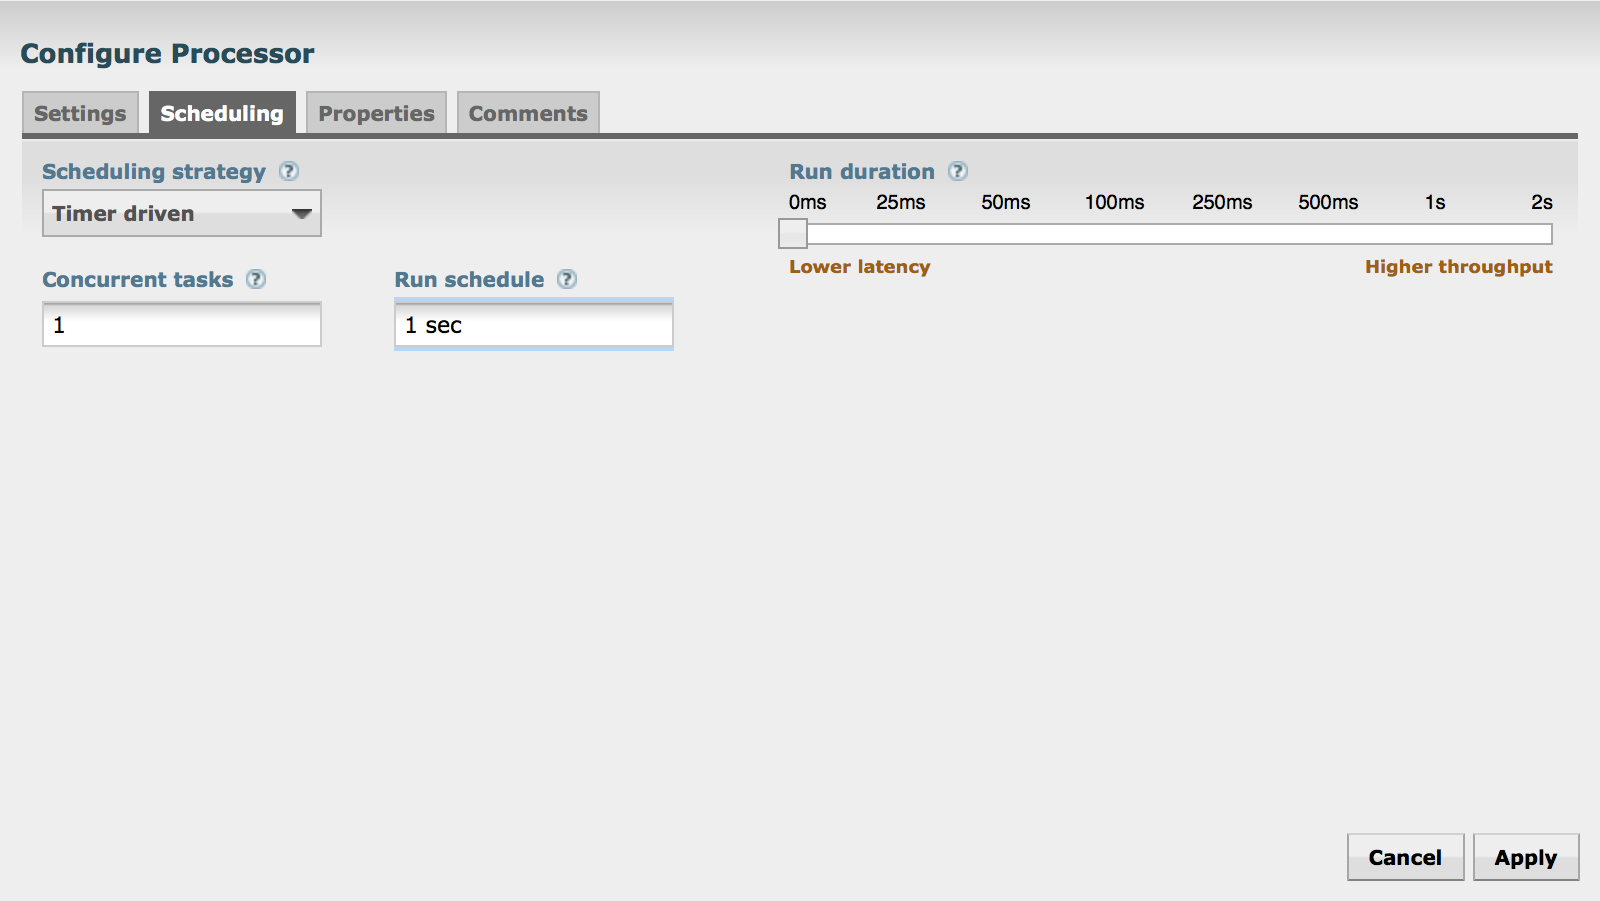 Configure Processor
Settings Scheduling Properties Comments
Scheduling strategy ?
Timer driven
Concurrent tasks ? Run schedule ?
1 1 sec
Run duration ?
0ms 25ms 50ms 100ms 250ms 500ms 1s 2s
Lower latency Higher throughput
Cancel Apply